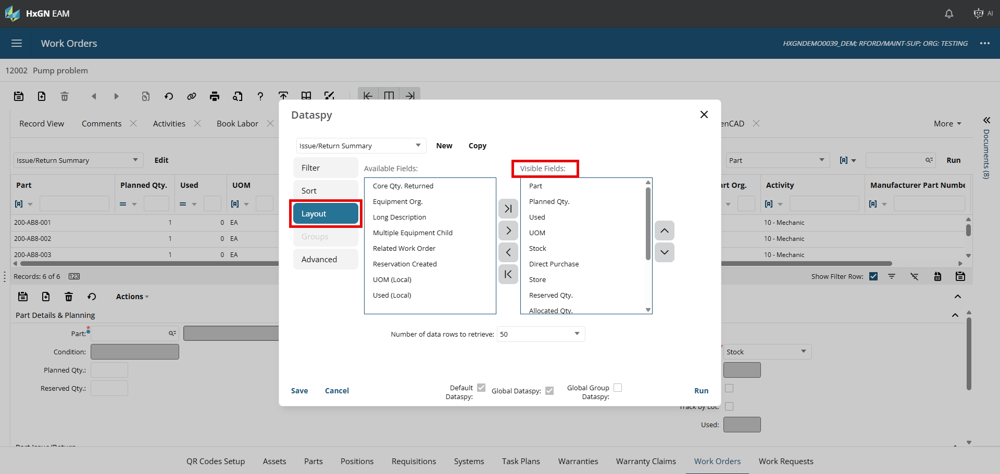 HxGN EAM
AI
Work Orders
HXGNDEMO0039_DEM; RFORD/MAINT-SUP; ORG: TESTING
12002 Pump problem
Record View
Comments
Activities
Book Labor
enCAD
More
Documents (8)
Issue/Return Summary
Edit
Part
Run
Part
Planned Qty.
Used
UOM
rt Org.
Activity
Manufacturer Part Numbe
200-AB8-001 1 0 EA 10 - Mechanic
200-AB8-002 1 0 EA 10 - Mechanic
200-AB8-003 1 0 EA 10 - Mechanic
Records: 6 of 6
123
Show Filter Row:
Actions
Part Details & Planning
Part:
Condition:
Planned Qty.:
Reserved Qty.:
Stock
Track by Lot:
Used:
Part Issue/Return
Dataspy
Issue/Return Summary
New
Copy
Filter
Sort
Layout
Groups
Advanced
Available Fields:
Core Qty. Returned
Equipment Org.
Long Description
Multiple Equipment Child
Related Work Order
Reservation Created
UOM (Local)
Used (Local)
Visible Fields:
Part
Planned Qty.
Used
UOM
Stock
Direct Purchase
Store
Reserved Qty.
Allocated Qty.
Number of data rows to retrieve: 50
Save
Cancel
Default Dataspy:
Global Dataspy:
Global Group Dataspy:
Run
QR Codes Setup
Assets
Parts
Positions
Requisitions
Systems
Task Plans
Warranties
Warranty Claims
Work Orders
Work Requests